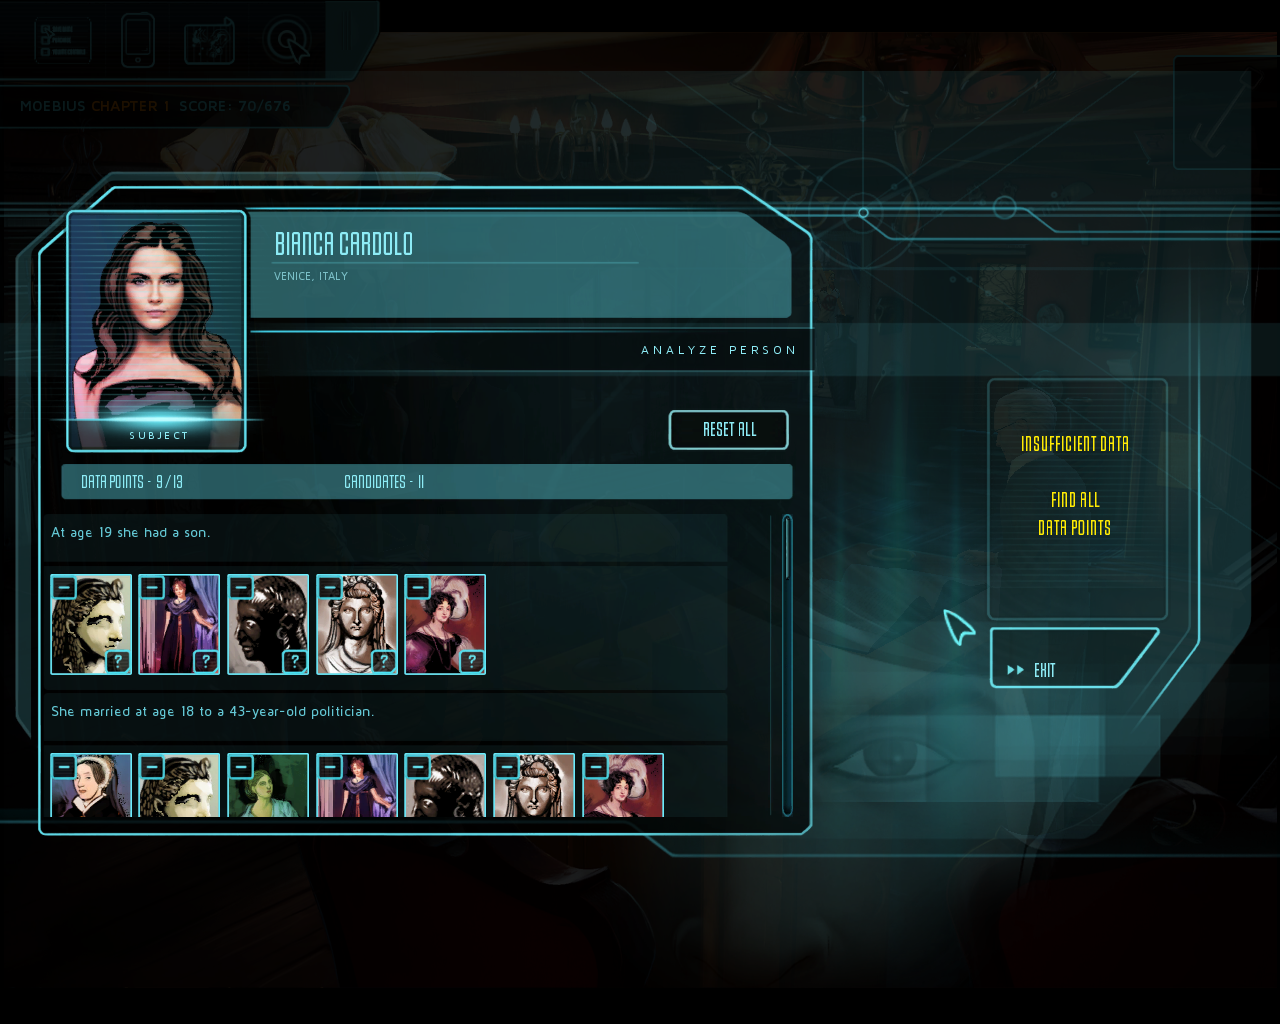 MOEBIUS CHAPTER 1 SCORE: 70/676
BIANCA CARDOLO
VENICE, ITALY
ANALYZE PERSON
SUBJECT
RESET ALL
DATA POINTS - 9/13 CANDIDATES - 11
At age 19 she had a son.
? ? ? ? ?
She married at age 18 to a 43-year-old politician.
INSUFFICIENT DATA
FIND ALL
DATA POINTS
EXIT